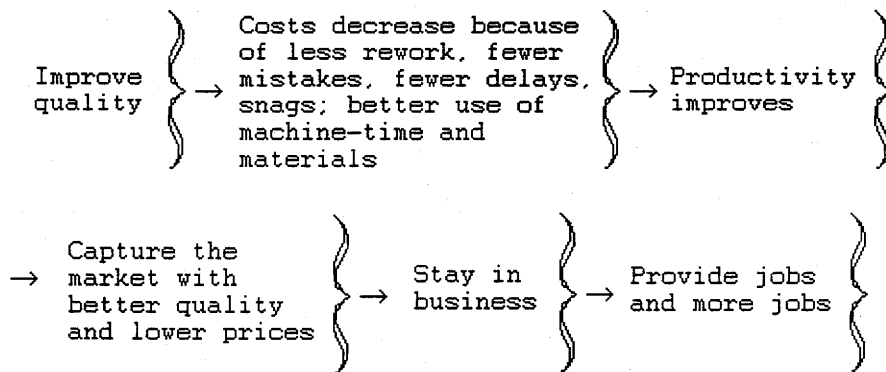 Improve
quality
→
Costs decrease because
of less rework, fewer
mistakes, fewer delays,
snags; better use of
machine-time and
materials
→
Productivity
improves
→
Capture the
market with
better quality
and lower prices
→
Stay in
business
→
Provide jobs
and more jobs